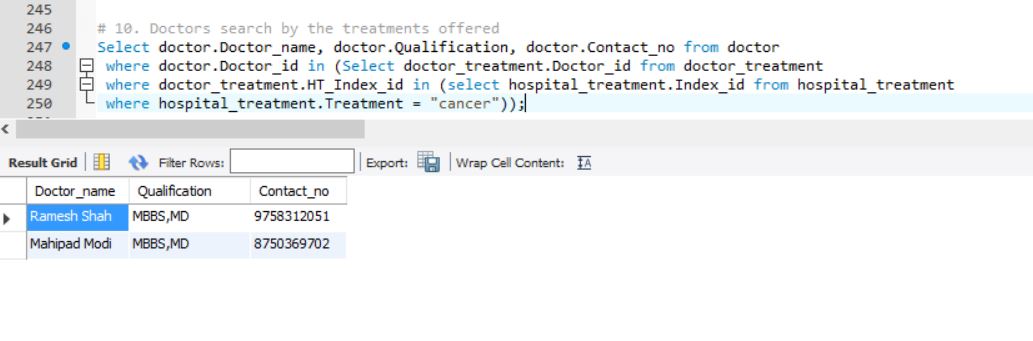 245
246 # 10. Doctors search by the treatments offered
247 Select doctor.Doctor_name, doctor.Qualification, doctor.Contact_no from doctor
248 where doctor.Doctor_id in (Select doctor_treatment.Doctor_id from doctor_treatment
249 where doctor_treatment.HT_Index_id in (select hospital_treatment.Index_id from hospital_treatment
250 where hospital_treatment.Treatment = "cancer"));
Result Grid Filter Rows: Export: Wrap Cell Content: IA
Doctor_name Qualification Contact_no
Ramesh Shah MBBS,MD 9758312051
Mahipad Modi MBBS,MD 8750369702